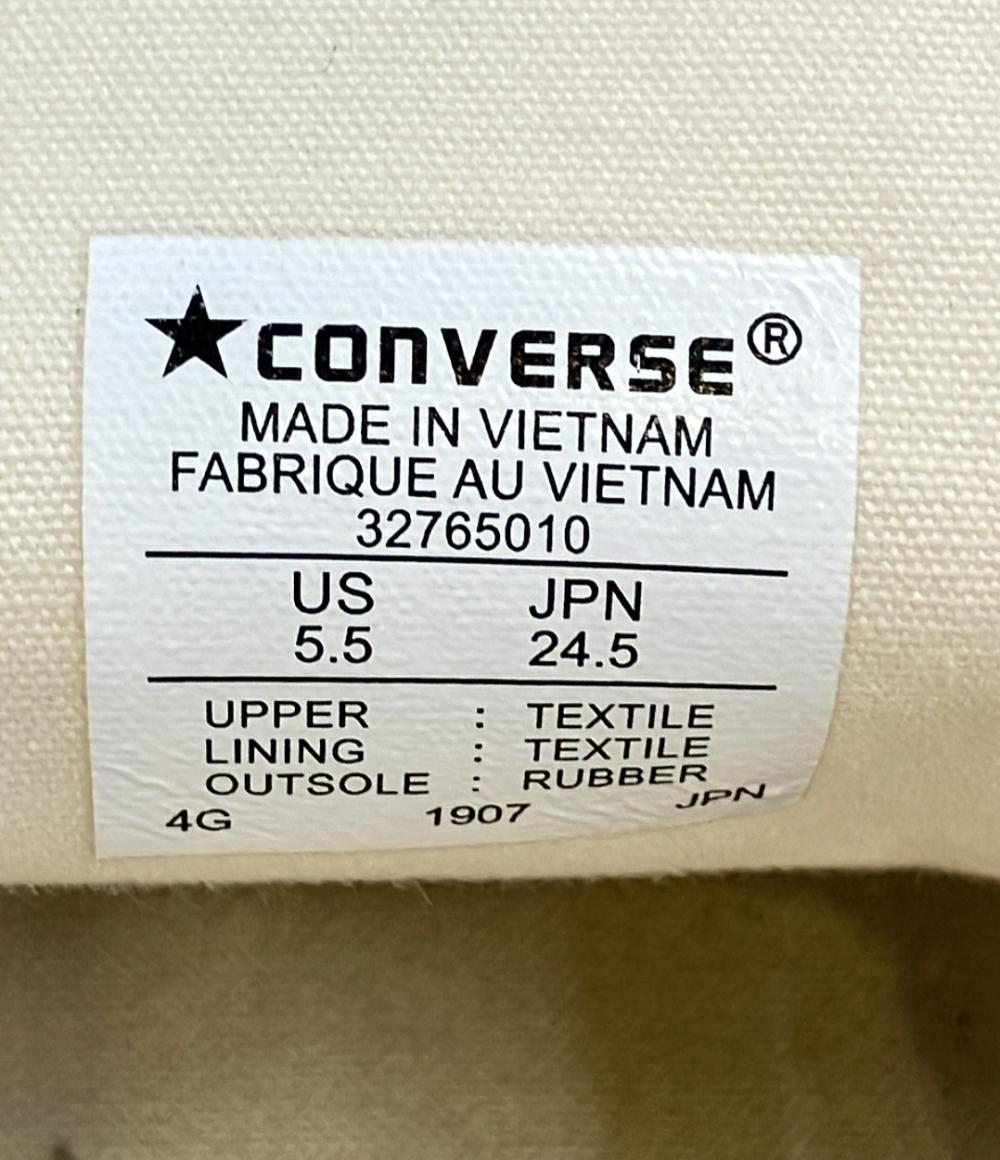 ★CONVERSE®
MADE IN VIETNAM
FABRIQUE AU VIETNAM
32765010
US JPN
5.5 24.5
UPPER : TEXTILE
LINING : TEXTILE
OUTSOLE : RUBBER
4G 1907 JPN